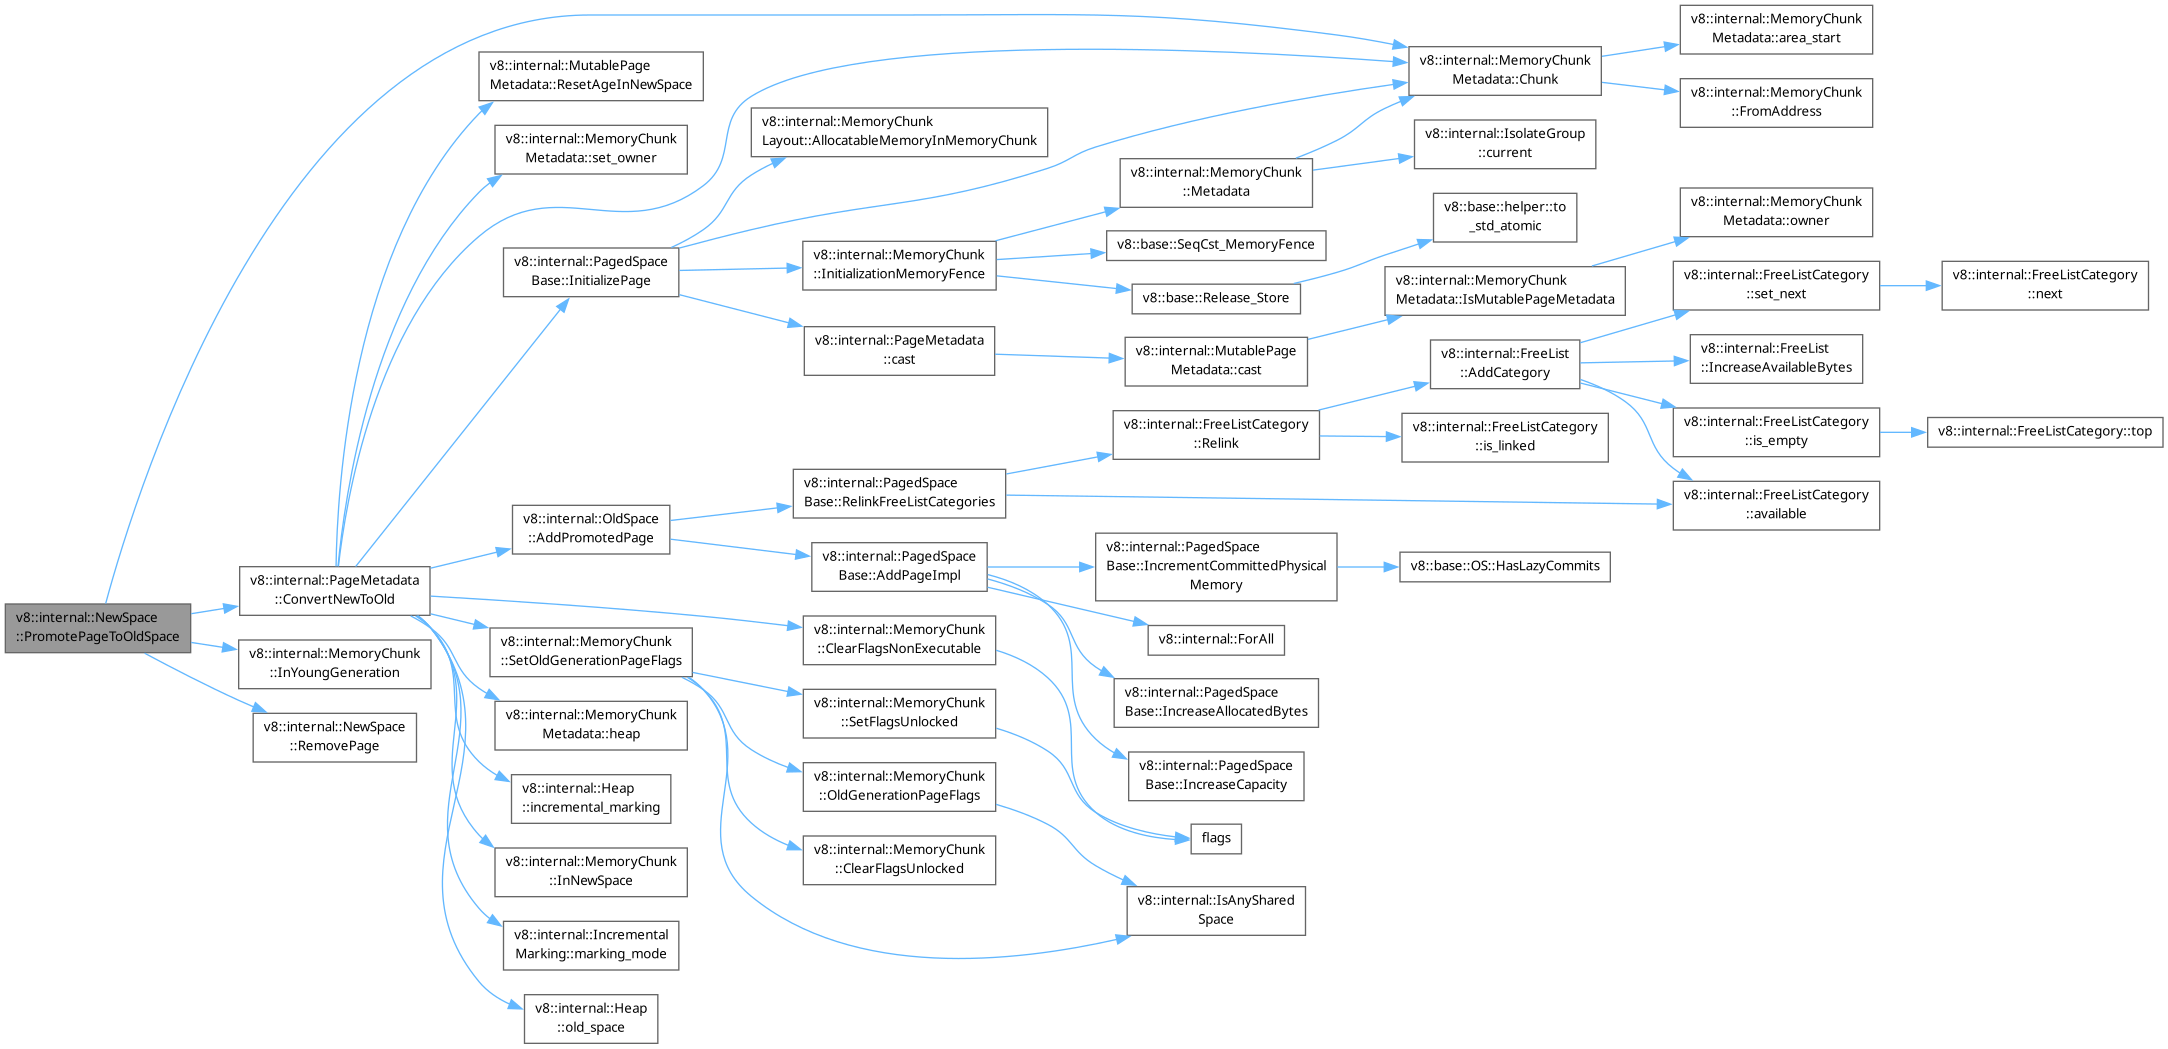 v8::internal::NewSpace
::PromotePageToOldSpace
v8::internal::PageMetadata
::ConvertNewToOld
v8::internal::MemoryChunk
::InYoungGeneration
v8::internal::NewSpace
::RemovePage
v8::internal::MutablePage
Metadata::ResetAgeInNewSpace
v8::internal::MemoryChunk
Metadata::set_owner
v8::internal::PagedSpace
Base::InitializePage
v8::internal::OldSpace
::AddPromotedPage
v8::internal::MemoryChunk
::SetOldGenerationPageFlags
v8::internal::MemoryChunk
Metadata::heap
v8::internal::Heap
::incremental_marking
v8::internal::MemoryChunk
::InNewSpace
v8::internal::Incremental
Marking::marking_mode
v8::internal::Heap
::old_space
v8::internal::MemoryChunk
Layout::AllocatableMemoryInMemoryChunk
v8::internal::MemoryChunk
::InitializationMemoryFence
v8::internal::PageMetadata
::cast
v8::internal::PagedSpace
Base::RelinkFreeListCategories
v8::internal::PagedSpace
Base::AddPageImpl
v8::internal::MemoryChunk
::ClearFlagsNonExecutable
v8::internal::MemoryChunk
::SetFlagsUnlocked
v8::internal::MemoryChunk
::OldGenerationPageFlags
v8::internal::MemoryChunk
::ClearFlagsUnlocked
v8::internal::MemoryChunk
::Metadata
v8::base::SeqCst_MemoryFence
v8::base::Release_Store
v8::internal::MutablePage
Metadata::cast
v8::internal::FreeListCategory
::Relink
v8::internal::PagedSpace
Base::IncrementCommittedPhysical
Memory
v8::internal::ForAll
v8::internal::PagedSpace
Base::IncreaseAllocatedBytes
v8::internal::PagedSpace
Base::IncreaseCapacity
flags
v8::internal::IsAnyShared
Space
v8::internal::MemoryChunk
Metadata::Chunk
v8::internal::IsolateGroup
::current
v8::base::helper::to
_std_atomic
v8::internal::MemoryChunk
Metadata::IsMutablePageMetadata
v8::internal::FreeList
::AddCategory
v8::internal::FreeListCategory
::is_linked
v8::base::OS::HasLazyCommits
v8::internal::MemoryChunk
Metadata::area_start
v8::internal::MemoryChunk
::FromAddress
v8::internal::MemoryChunk
Metadata::owner
v8::internal::FreeListCategory
::set_next
v8::internal::FreeList
::IncreaseAvailableBytes
v8::internal::FreeListCategory
::is_empty
v8::internal::FreeListCategory
::available
v8::internal::FreeListCategory
::next
v8::internal::FreeListCategory::top